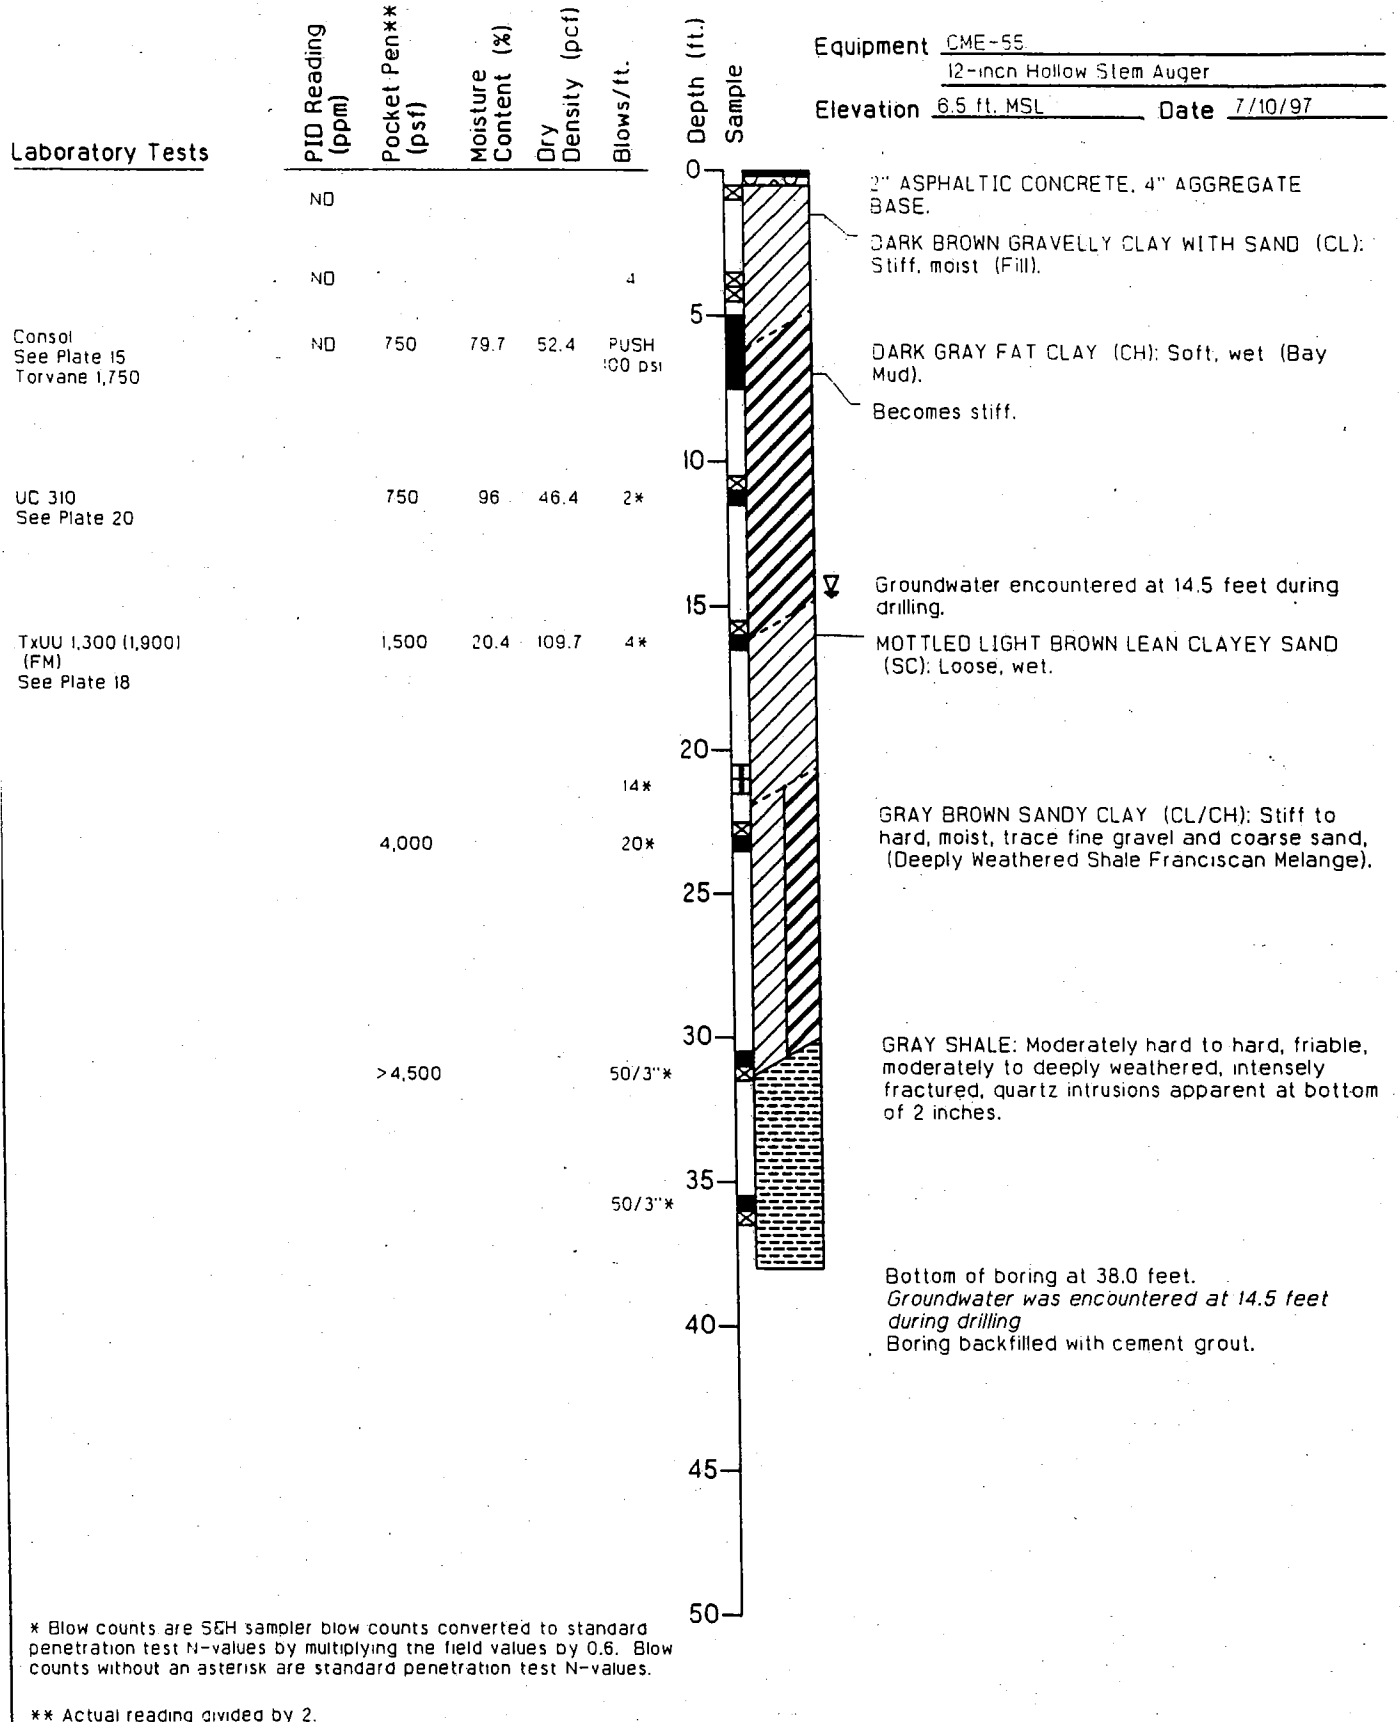 Equipment CME-55
12-inch Hollow Stem Auger
Elevation 6.5 ft. MSL Date 7/10/97
Laboratory Tests
PID Reading (ppm)
Pocket Pen** (psf)
Moisture Content (%)
Dry Density (pcf)
Blows/ft.
Depth (ft.)
Sample
0
2" ASPHALTIC CONCRETE, 4" AGGREGATE
BASE.
ND
DARK BROWN GRAVELLY CLAY WITH SAND (CL):
Stiff, moist (Fill).
ND 4
5
Consol
See Plate 15
Torvane 1,750
ND 750 79.7 52.4 PUSH
100 psi
DARK GRAY FAT CLAY (CH): Soft, wet (Bay
Mud).
Becomes stiff.
10
UC 310
See Plate 20
750 96 46.4 2*
Groundwater encountered at 14.5 feet during
drilling.
15
TxUU 1,300 (1,900)
(FM)
See Plate 18
1,500 20.4 109.7 4*
MOTTLED LIGHT BROWN LEAN CLAYEY SAND
(SC): Loose, wet.
20
14*
GRAY BROWN SANDY CLAY (CL/CH): Stiff to
hard, moist, trace fine gravel and coarse sand,
(Deeply Weathered Shale Franciscan Melange).
4,000 20*
25
30
GRAY SHALE: Moderately hard to hard, friable,
moderately to deeply weathered, intensely
fractured, quartz intrusions apparent at bottom
of 2 inches.
>4,500 50/3"*
35
50/3"*
Bottom of boring at 38.0 feet.
Groundwater was encountered at 14.5 feet
during drilling
Boring backfilled with cement grout.
40
45
50
* Blow counts are S&H sampler blow counts converted to standard
penetration test N-values by multiplying the field values by 0.6. Blow
counts without an asterisk are standard penetration test N-values.
** Actual reading divided by 2.